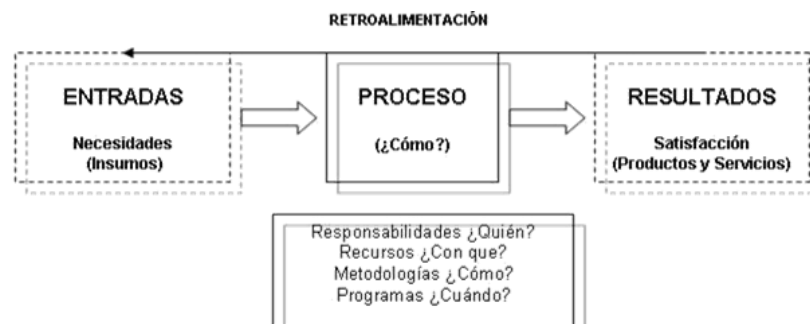 RETROALIMENTACIÓN
ENTRADAS
Necesidades
(Insumos)
PROCESO
(¿Cómo?)
RESULTADOS
Satisfacción
(Productos y Servicios)
Responsabilidades ¿Quién?
Recursos ¿Con que?
Metodologías ¿Cómo?
Programas ¿Cuándo?